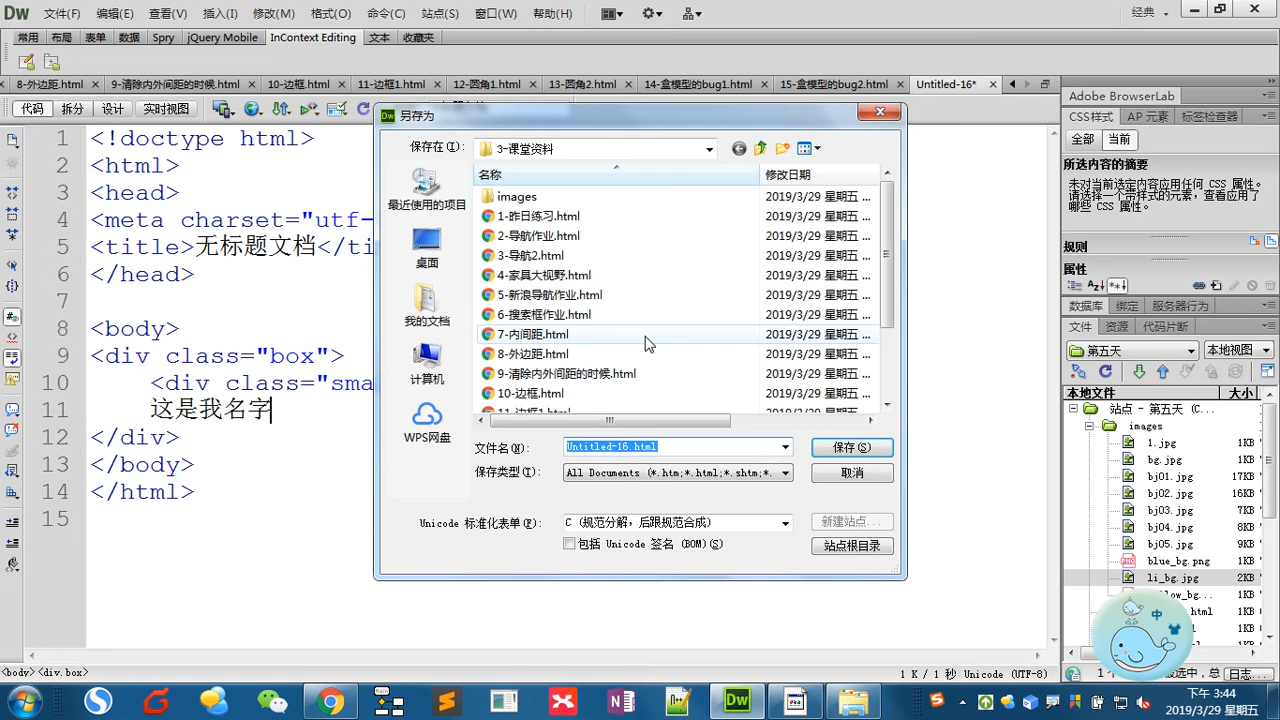 Dw 文件(F) 编辑(E) 查看(V) 插入(I) 修改(M) 格式(O) 命令(C) 站点(S) 窗口(W) 帮助(H) 经典
常用 布局 表单 数据 Spry jQuery Mobile InContext Editing 文本 收藏夹
8-外边距.html 9-清除内外间距的时候.html 10-边框.html 11-边框1.html 12-圆角1.html 13-圆角2.html 14-盒模型的bug1.html 15-盒模型的bug2.html Untitled-16*
代码 拆分 设计 实时视图
1 <!doctype html>
2 <html>
3 <head>
4 <meta charset="utf-
5 <title>无标题文档</ti
6 </head>
7
8 <body>
9 <div class="box">
10 <div class="sma
11 这是我名字
12 </div>
13 </body>
14 </html>
15
另存为
保存在(I): 3-课堂资料
名称 修改日期
images 2019/3/29 星期五 ...
1-昨日练习.html 2019/3/29 星期五 ...
2-导航作业.html 2019/3/29 星期五 ...
3-导航2.html 2019/3/29 星期五 ...
4-家具大视野.html 2019/3/29 星期五 ...
5-新浪导航作业.html 2019/3/29 星期五 ...
6-搜素框作业.html 2019/3/29 星期五 ...
7-内间距.html 2019/3/29 星期五 ...
8-外边距.html 2019/3/29 星期五 ...
9-清除内外间距的时候.html 2019/3/29 星期五 ...
10-边框.html 2019/3/29 星期五 ...
11-边框1.html
最近使用的项目
桌面
我的文档
计算机
WPS网盘
文件名(N): Untitled-16.html 保存(S)
保存类型(T): All Documents (*.htm;*.html;*.shtm;*. 取消
Unicode 标准化表单(F): C (规范分解，后跟规范合成) 新建站点...
包括 Unicode 签名 (BOM)(S) 站点根目录
Adobe BrowserLab
CSS样式 AP 元素 标签检查器
全部 当前
所选内容的摘要
未对当前选定内容应用任何 CSS 属性。
请选择一个带样式的元素，查看应用了
哪些 CSS 属性。
规则
属性
数据库 绑定 服务器行为
文件 资源 代码片断
第五天 本地视图
本地文件 大小
站点 - 第五天 (C...
images
1.jpg 1KB
bg.jpg 1KB
bj01.jpg 17KB
bj02.jpg 16KB
bj03.jpg 7KB
bj04.jpg 8KB
bj05.jpg 9KB
blue_bg.png 1KB
li_bg.jpg 2KB
中
<body> <div.box> 1 K / 1 秒 Unicode (UTF-8) 日志...
Dw
下午 3:44
2019/3/29 星期五